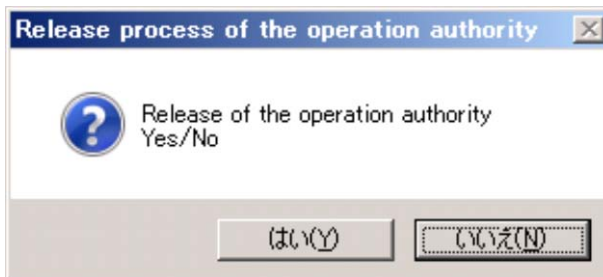 Release process of the operation authority
Release of the operation authority
Yes/No
はい(Y)
いいえ(N)